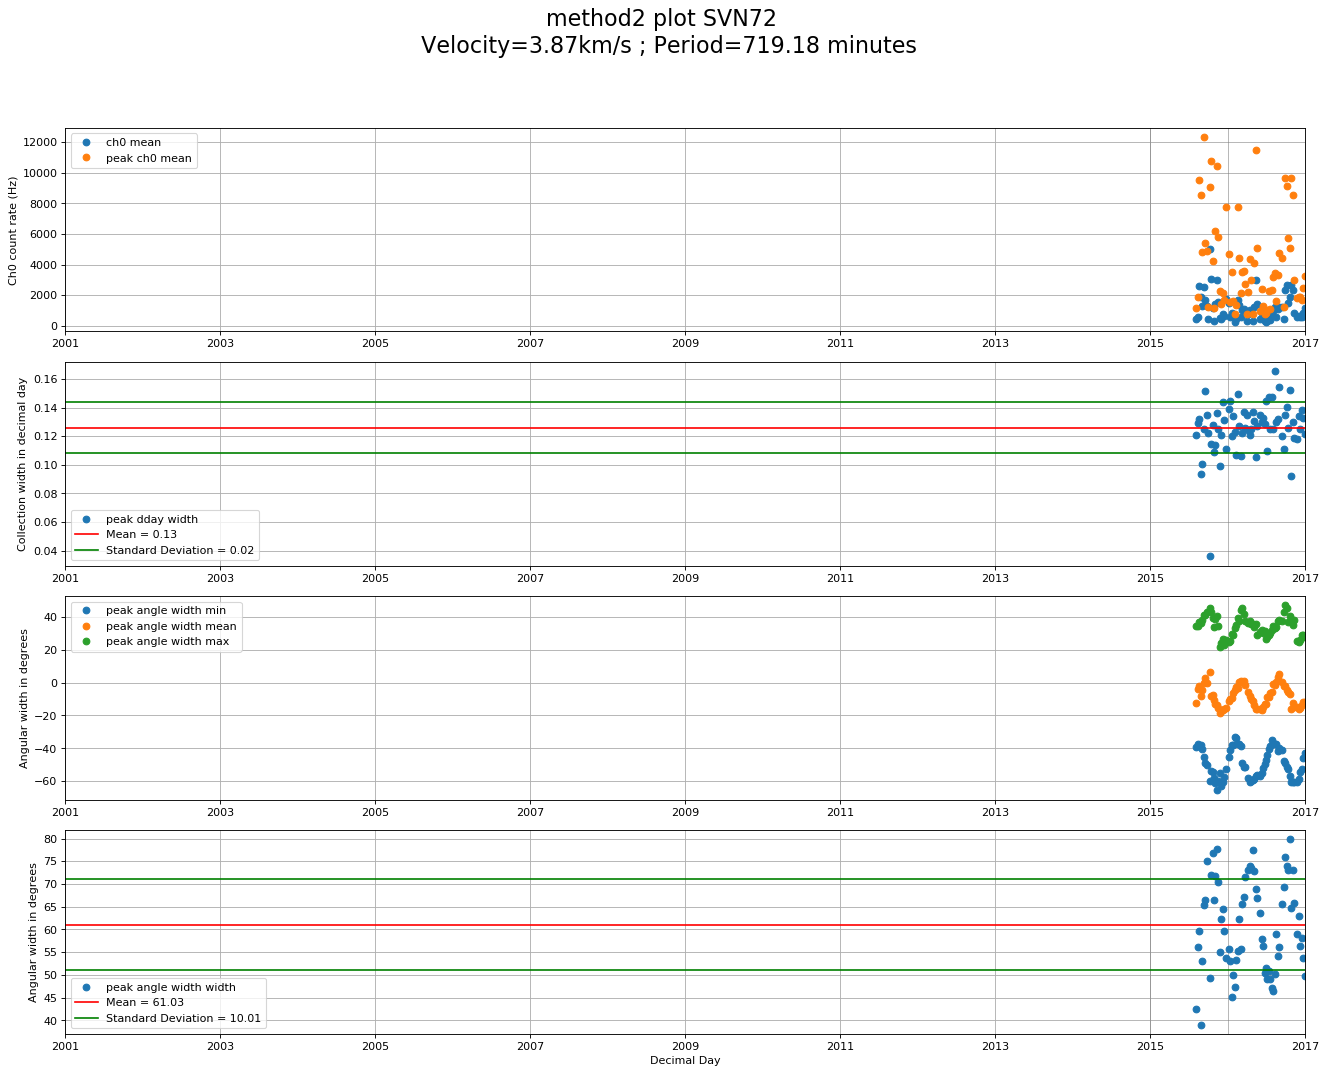 method2 plot SVN72
Velocity=3.87km/s ; Period=719.18 minutes
Ch0 count rate (Hz)
12000
10000
8000
6000
4000
2000
0
ch0 mean
peak ch0 mean
2001 2003 2005 2007 2009 2011 2013 2015 2017
Collection width in decimal day
0.16
0.14
0.12
0.10
0.08
0.06
0.04
peak dday width
Mean = 0.13
Standard Deviation = 0.02
2001 2003 2005 2007 2009 2011 2013 2015 2017
Angular width in degrees
40
20
0
−20
−40
−60
peak angle width min
peak angle width mean
peak angle width max
2001 2003 2005 2007 2009 2011 2013 2015 2017
Angular width in degrees
80
75
70
65
60
55
50
45
40
peak angle width width
Mean = 61.03
Standard Deviation = 10.01
2001 2003 2005 2007 2009 2011 2013 2015 2017
Decimal Day